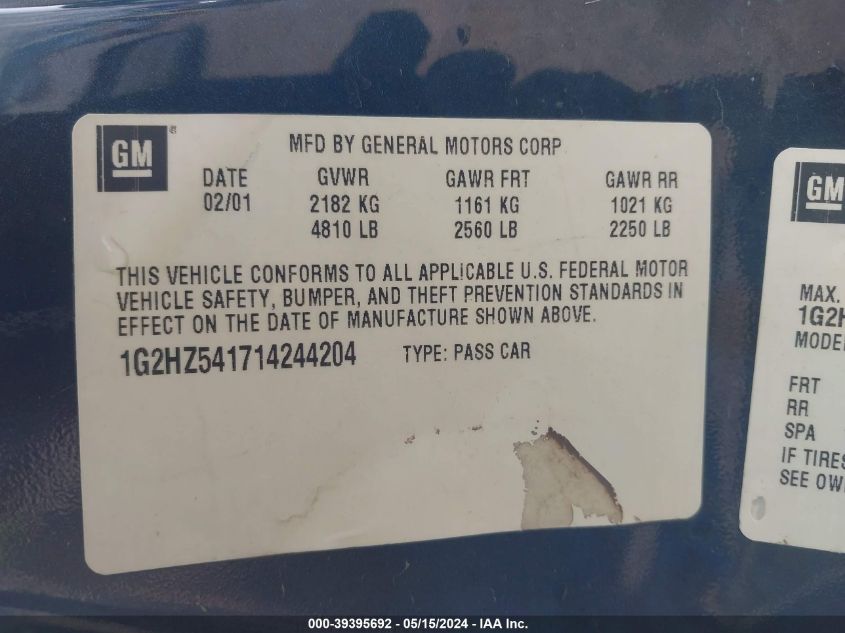 GM ®
MFD BY GENERAL MOTORS CORP
DATE GVWR GAWR FRT GAWR RR
02/01 2182 KG 1161 KG 1021 KG
4810 LB 2560 LB 2250 LB
THIS VEHICLE CONFORMS TO ALL APPLICABLE U.S. FEDERAL MOTOR
VEHICLE SAFETY, BUMPER, AND THEFT PREVENTION STANDARDS IN
EFFECT ON THE DATE OF MANUFACTURE SHOWN ABOVE.
1G2HZ541714244204 TYPE: PASS CAR
GM
MAX.
1G2H
MODE
FRT
RR
SPA
IF TIRES
SEE OW
000-39395692 - 05/15/2024 - IAA Inc.